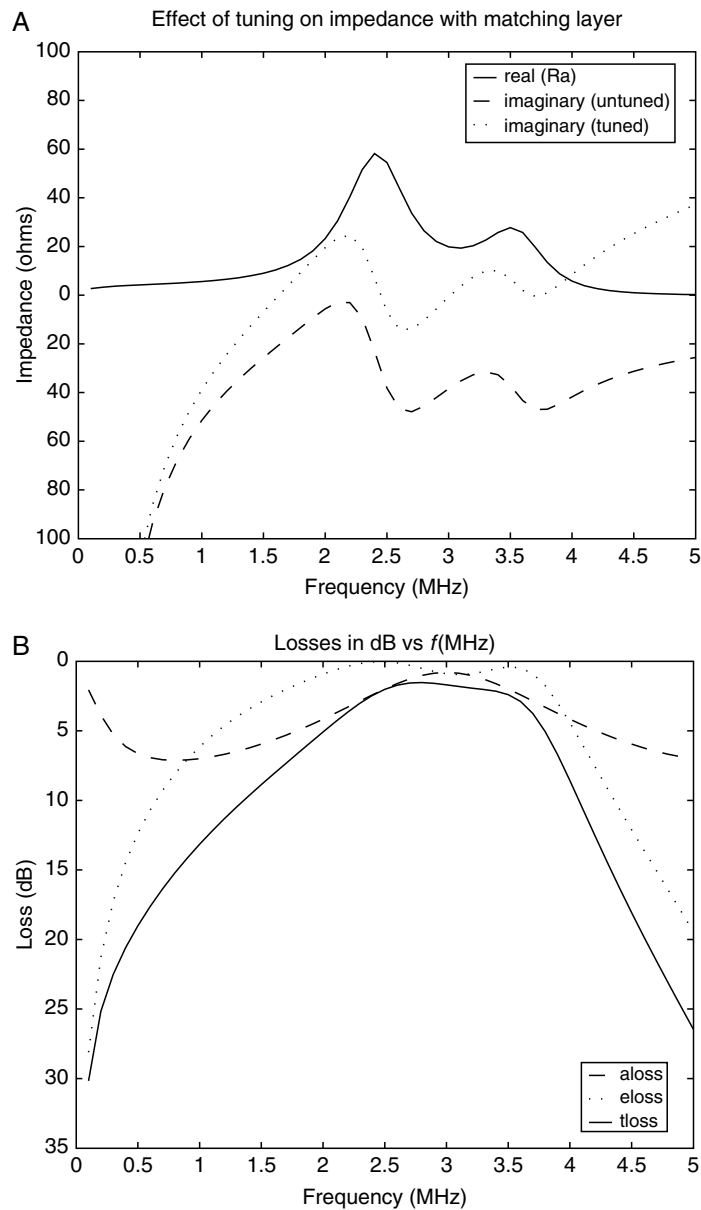 A
Effect of tuning on impedance with matching layer
100
80
60
40
20
0
20
40
60
80
100
Impedance (ohms)
real (Ra)
imaginary (untuned)
imaginary (tuned)
0 0.5 1 1.5 2 2.5 3 3.5 4 4.5 5
Frequency (MHz)
B
Losses in dB vs f(MHz)
0
5
10
15
20
25
30
35
Loss (dB)
aloss
eloss
tloss
0 0.5 1 1.5 2 2.5 3 3.5 4 4.5 5
Frequency (MHz)